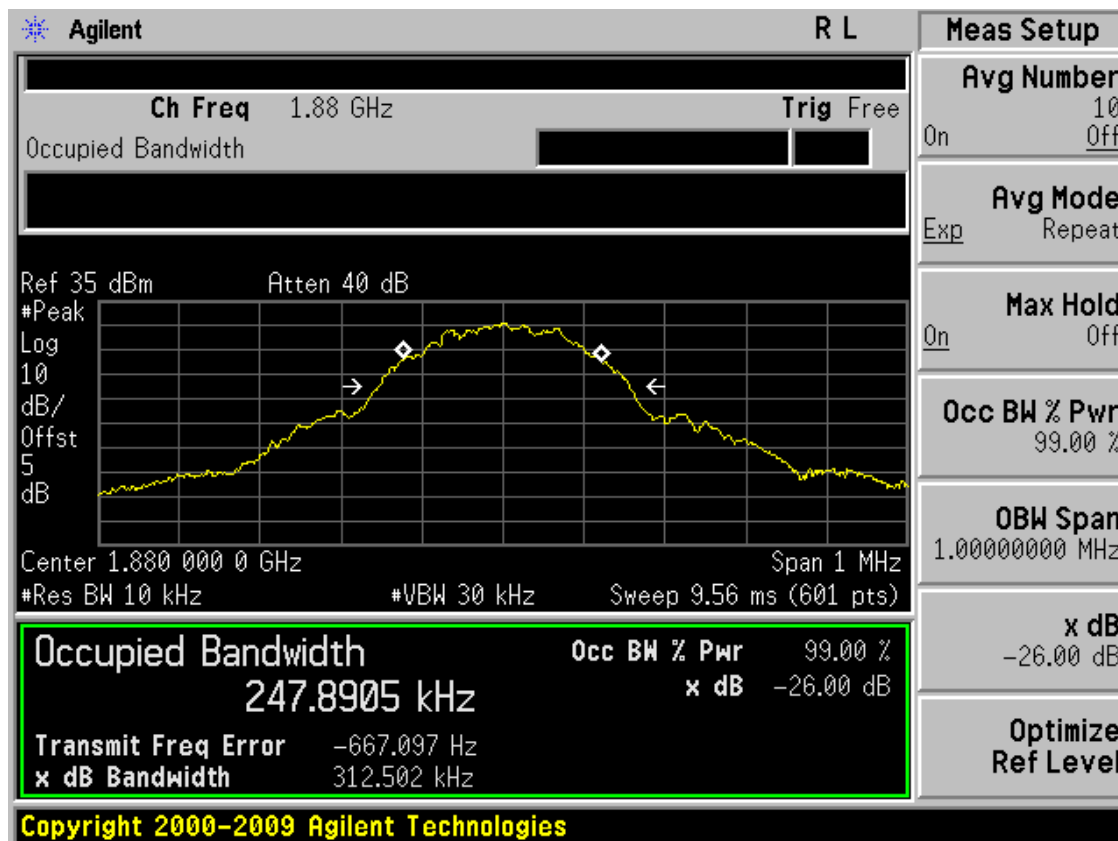 Agilent R L
Ch Freq 1.88 GHz Trig Free
Occupied Bandwidth
Ref 35 dBm Atten 40 dB
#Peak
Log
10
dB/
Offst
5
dB
Center 1.880 000 0 GHz Span 1 MHz
#Res BW 10 kHz #VBW 30 kHz Sweep 9.56 ms (601 pts)
Occupied Bandwidth
247.8905 kHz
Occ BW % Pwr 99.00 %
x dB -26.00 dB
Transmit Freq Error -667.097 Hz
x dB Bandwidth 312.502 kHz
Meas Setup
Avg Number
10
On Off
Avg Mode
Exp Repeat
Max Hold
On Off
Occ BW % Pwr
99.00 %
OBW Span
1.00000000 MHz
x dB
-26.00 dB
Optimize
Ref Level
Copyright 2000-2009 Agilent Technologies